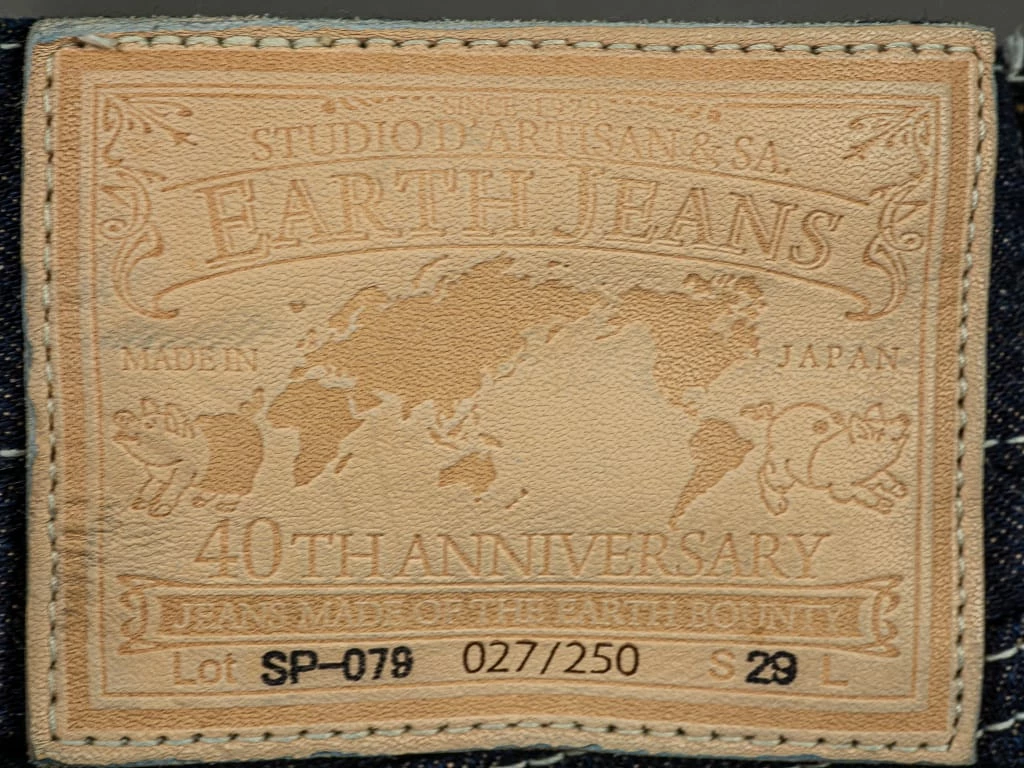 SINCE 1979
STUDIO D'ARTISAN & SA.
EARTH JEANS
MADE IN JAPAN
40TH ANNIVERSARY
JEANS MADE OF THE EARTH BOUNTY
Lot SP-079 027/250 S 29 L